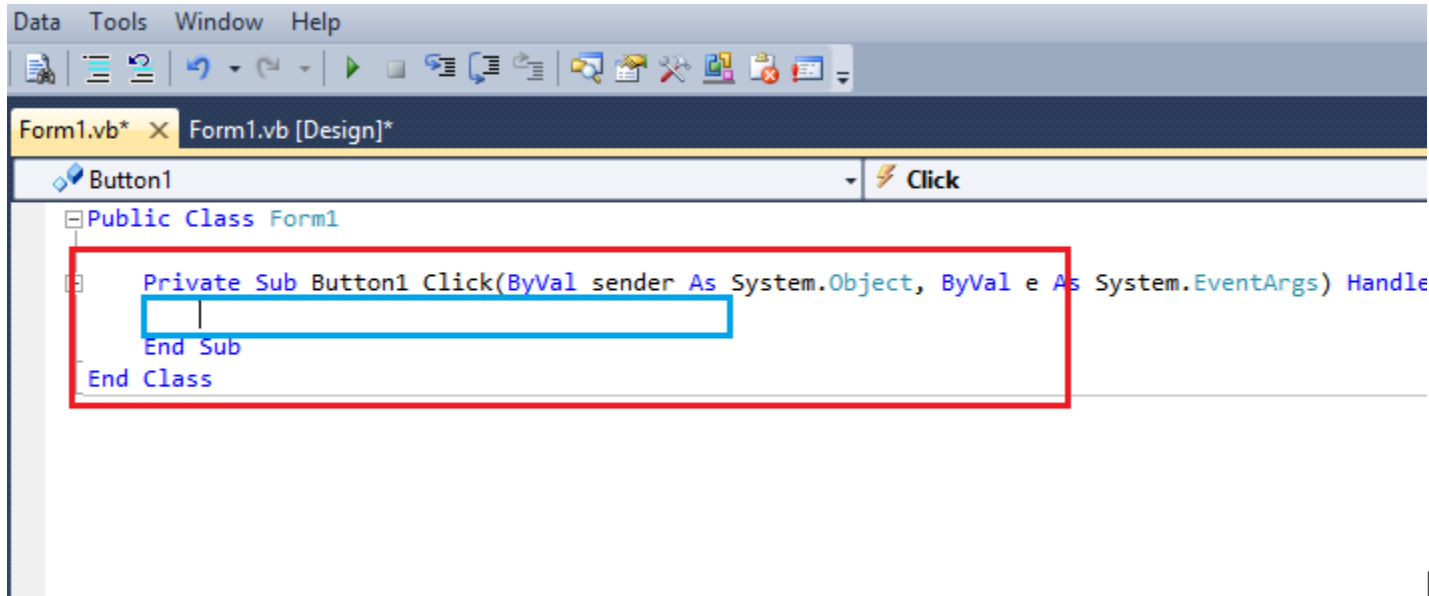 Data Tools Window Help
Form1.vb* Form1.vb [Design]*
Button1 Click
Public Class Form1
Private Sub Button1 Click(ByVal sender As System.Object, ByVal e As System.EventArgs) Handle
End Sub
End Class